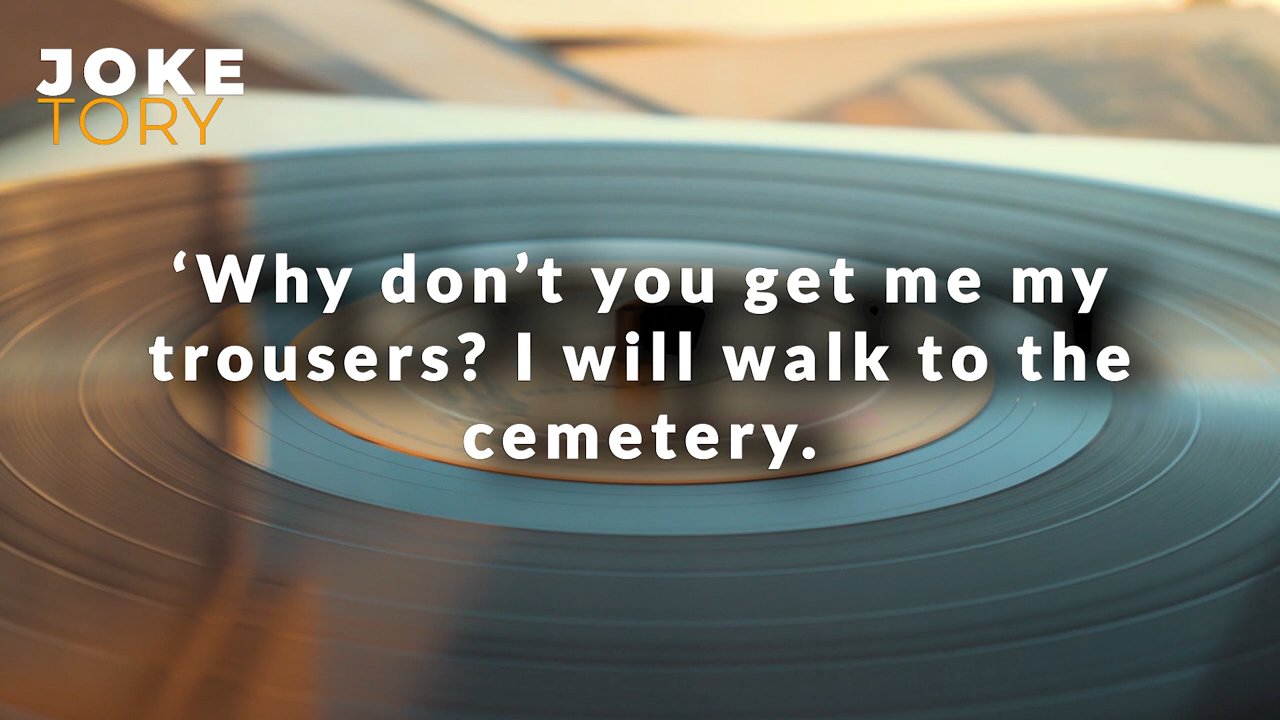 JOKE
TORY
‘Why don’t you get me my
trousers? I will walk to the
cemetery.